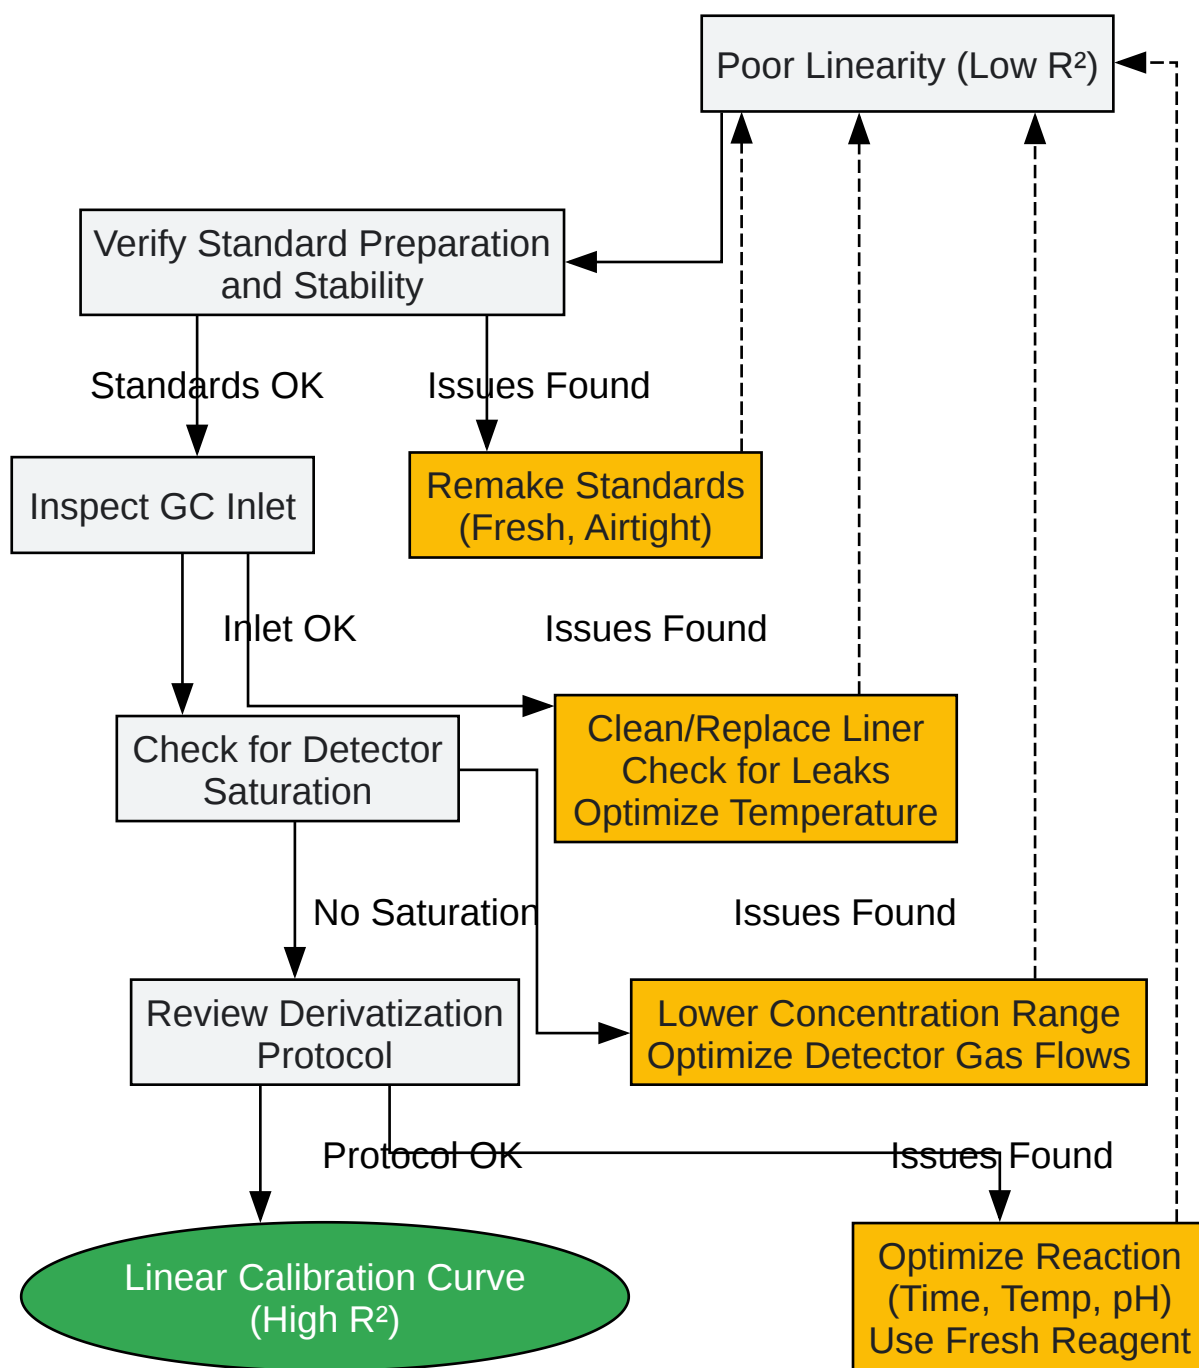 Poor Linearity (Low R²)
Verify Standard Preparation
and Stability
Standards OK
Issues Found
Inspect GC Inlet
Remake Standards
(Fresh, Airtight)
Inlet OK
Issues Found
Check for Detector
Saturation
Clean/Replace Liner
Check for Leaks
Optimize Temperature
No Saturation
Issues Found
Review Derivatization
Protocol
Lower Concentration Range
Optimize Detector Gas Flows
Protocol OK
Issues Found
Linear Calibration Curve
(High R²)
Optimize Reaction
(Time, Temp, pH)
Use Fresh Reagent